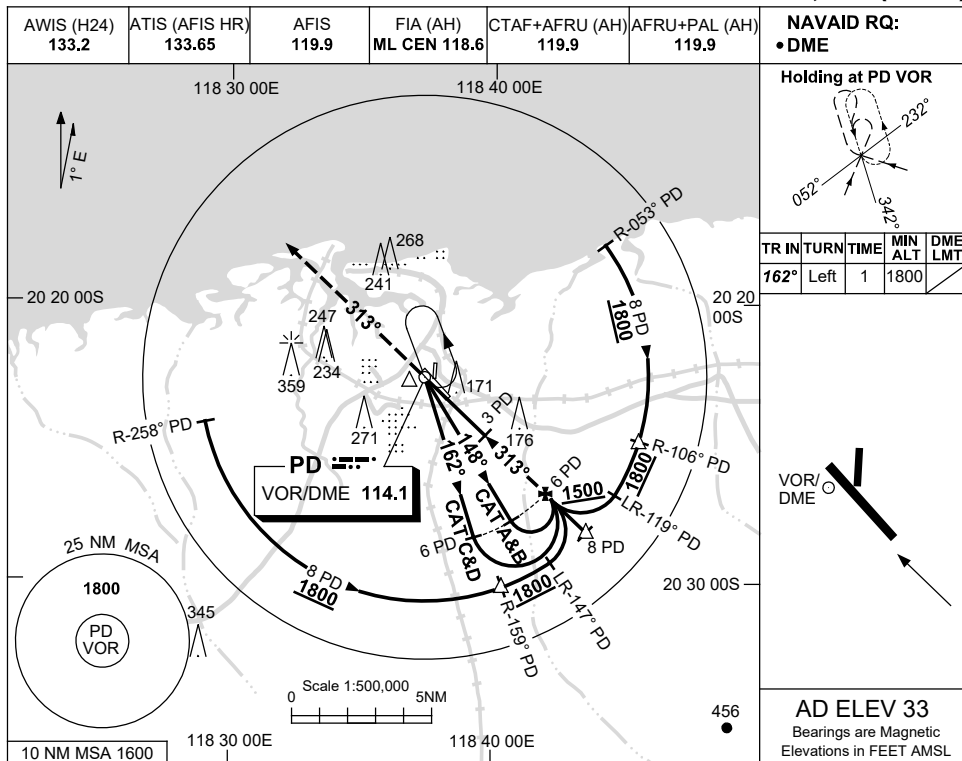 AWIS (H24)
133.2
ATIS (AFIS HR)
133.65
AFIS
119.9
FIA (AH)
ML CEN 118.6
CTAF+AFRU (AH)
119.9
AFRU+PAL (AH)
119.9
NAVAID RQ:
• DME
118 30 00E
118 40 00E
1° E
R-053° PD
268
241
313°
20 20 00S
20 20
00S
8 PD
1800
247
234
359
171
271
3 PD
176
R-258° PD
R-106° PD
1800
162°
148°
313°
6 PD
1500
LR-119° PD
PD
VOR/DME 114.1
CAT C&D
CAT A&B
6 PD
8 PD
8 PD
1800
1800
LR-147° PD
R-159° PD
20 30 00S
25 NM MSA
1800
PD
VOR
345
Scale 1:500,000
0
5NM
456
10 NM MSA 1600
118 30 00E
118 40 00E
Holding at PD VOR
232°
052°
342°
TR IN
TURN
TIME
MIN
ALT
DME
LMT
162°
Left
1
1800
VOR/
DME
AD ELEV 33
Bearings are Magnetic
Elevations in FEET AMSL